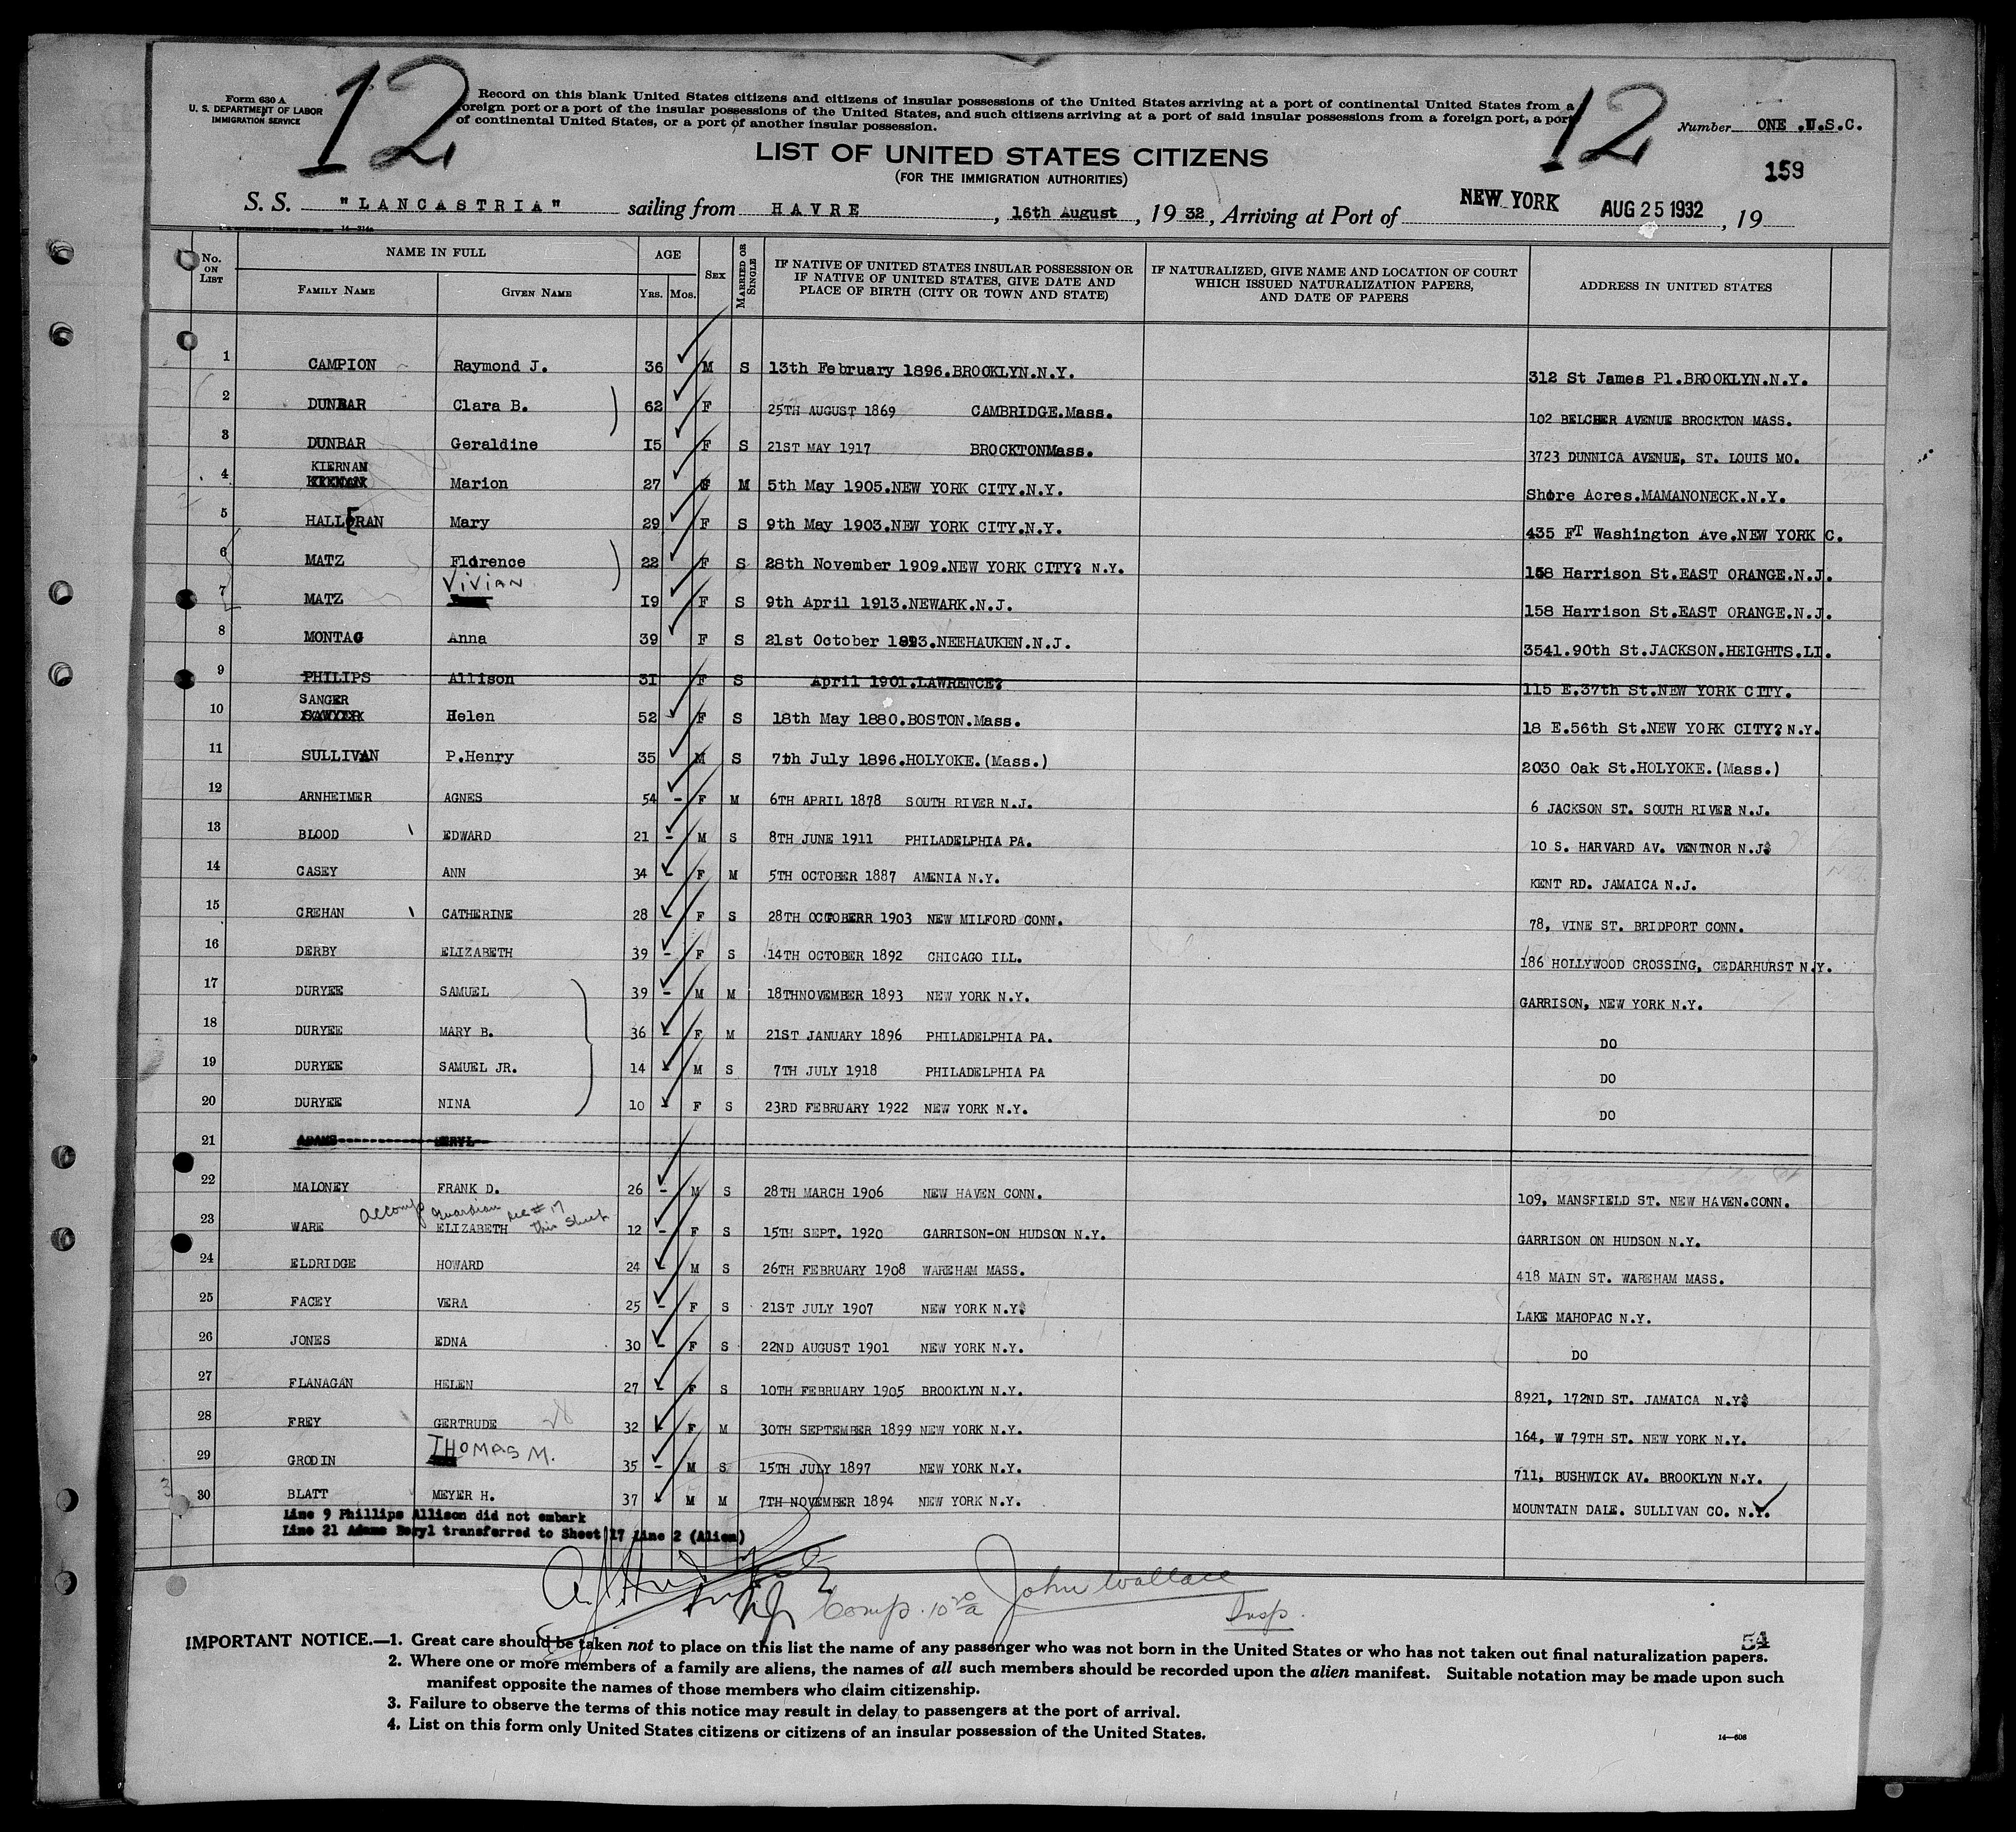 Form 630 A
U. S. DEPARTMENT OF LABOR
IMMIGRATION SERVICE
12
Record on this blank United States citizens and citizens of insular possessions of the United States arriving at a port of continental United States from a
foreign port or a port of the insular possessions of the United States, and such citizens arriving at a port of said insular possessions from a foreign port, a port
of continental United States, or a port of another insular possession.
12
Number ONE .U.S.C.
159
LIST OF UNITED STATES CITIZENS
(FOR THE IMMIGRATION AUTHORITIES)
S. S. "LANCASTRIA" sailing from HAVRE, 16th August, 19 32, Arriving at Port of NEW YORK AUG 25 1932, 19
No. ON LIST NAME IN FULL AGE SEX MARRIED OR SINGLE IF NATIVE OF UNITED STATES INSULAR POSSESSION OR IF NATIVE OF UNITED STATES, GIVE DATE AND PLACE OF BIRTH (CITY OR TOWN AND STATE) IF NATURALIZED, GIVE NAME AND LOCATION OF COURT WHICH ISSUED NATURALIZATION PAPERS, AND DATE OF PAPERS ADDRESS IN UNITED STATES
FAMILY NAME GIVEN NAME YRS. MOS.
1 CAMPION Raymond J. 36 M S 13th February 1896.BROOKLYN.N.Y. 312 St James Pl.BROOKLYN.N.Y.
2 DUNBAR Clara B. 62 F 25TH AUGUST 1869 CAMBRIDGE.Mass. 102 BELCHER AVENUE BROCKTON MASS.
3 DUNBAR Geraldine 15 F S 21ST MAY 1917 BROCKTONMass. 3723 DUNNICA AVENUE, ST. LOUIS MO.
4 KIERNAN Marion 27 F M 5th May 1905.NEW YORK CITY.N.Y. Shore Acres.MAMANONECK.N.Y.
5 HALLERAN Mary 29 F S 9th May 1903.NEW YORK CITY.N.Y. 435 FT Washington Ave.NEW YORK C.
6 MATZ Florence 22 F S 28th November 1909.NEW YORK CITY? N.Y. 158 Harrison St.EAST ORANGE.N.J.
7 MATZ ViViAN 19 F S 9th April 1913.NEWARK.N.J. 158 Harrison St.EAST ORANGE.N.J.
8 MONTAG Anna 39 F S 21st October 1893.NEEHAUKEN.N.J. 3541.90th St.JACKSON.HEIGHTS.LI.
9 PHILIPS Allison 31 F S April 1901.LAWRENCE? 115 E.37th St.NEW YORK CITY.
10 SANGER SAWYER Helen 52 F S 18th May 1880.BOSTON.Mass. 18 E.56th St.NEW YORK CITY? N.Y.
11 SULLIVAN P.Henry 35 M S 7th July 1896.HOLYOKE.(Mass.) 2030 Oak St.HOLYOKE.(Mass.)
12 ARNHEIMER AGNES 54 - F M 6TH APRIL 1878 SOUTH RIVER N.J. 6 JACKSON ST. SOUTH RIVER N.J.
13 BLOOD EDWARD 21 - M S 8TH JUNE 1911 PHILADELPHIA PA. 10 S. HARVARD AV. VENTNOR N.J.
14 CASEY ANN 34 - F M 5TH OCTOBER 1887 AMENIA N.Y. KENT RD. JAMAICA N.J.
15 CREHAN CATHERINE 28 - F S 28TH OCTOBERR 1903 NEW MILFORD CONN. 78, VINE ST. BRIDPORT CONN.
16 DERBY ELIZABETH 39 - F S 14TH OCTOBER 1892 CHICAGO ILL. 186 HOLLYWOOD CROSSING, CEDARHURST N.Y.
17 DURYEE SAMUEL 39 - M M 18THNOVEMBER 1893 NEW YORK N.Y. GARRISON, NEW YORK N.Y.
18 DURYEE MARY B. 36 - F M 21ST JANUARY 1896 PHILADELPHIA PA. DO
19 DURYEE SAMUEL JR. 14 - M S 7TH JULY 1918 PHILADELPHIA PA DO
20 DURYEE NINA 10 - F S 23RD FEBRUARY 1922 NEW YORK N.Y. DO
21 ADAMS BERYL
22 MALONEY FRANK D. 26 - M S 28TH MARCH 1906 NEW HAVEN CONN. 109, MANSFIELD ST. NEW HAVEN.CONN.
accomp guardian see # 17 this sheet
23 WARE ELIZABETH 12 - F S 15TH SEPT. 1920 GARRISON-ON HUDSON N.Y. GARRISON ON HUDSON N.Y.
24 ELDRIDGE HOWARD 24 - M S 26TH FEBRUARY 1908 WAREHAM MASS. 418 MAIN ST. WAREHAM MASS.
25 FACEY VERA 25 - F S 21ST JULY 1907 NEW YORK N.Y. LAKE MAHOPAC N.Y.
26 JONES EDNA 30 - F S 22ND AUGUST 1901 NEW YORK N.Y. DO
27 FLANAGAN HELEN 27 - F S 10TH FEBRUARY 1905 BROOKLYN N.Y. 8921, 172ND ST. JAMAICA N.Y.
28 FREY GERTRUDE 32 - F M 30TH SEPTEMBER 1899 NEW YORK N.Y. 164, W 79TH ST. NEW YORK N.Y.
29 GRODIN THOMAS M. 35 - M S 15TH JULY 1897 NEW YORK N.Y. 711, BUSHWICK AV. BROOKLYN N.Y.
30 BLATT MEYER H. 37 - M M 7TH NOVEMBER 1894 NEW YORK N.Y. MOUNTAIN DALE. SULLIVAN CO. N.Y.
Line 9 Phillips Allison did not embark
Line 21 Adams Beryl transferred to Sheet 17 Line 2 (Alien)
Comp. John Wallace
Insp.
54
IMPORTANT NOTICE.—1. Great care should be taken not to place on this list the name of any passenger who was not born in the United States or who has not taken out final naturalization papers.
2. Where one or more members of a family are aliens, the names of all such members should be recorded upon the alien manifest. Suitable notation may be made upon such
manifest opposite the names of those members who claim citizenship.
3. Failure to observe the terms of this notice may result in delay to passengers at the port of arrival.
4. List on this form only United States citizens or citizens of an insular possession of the United States.
14—608